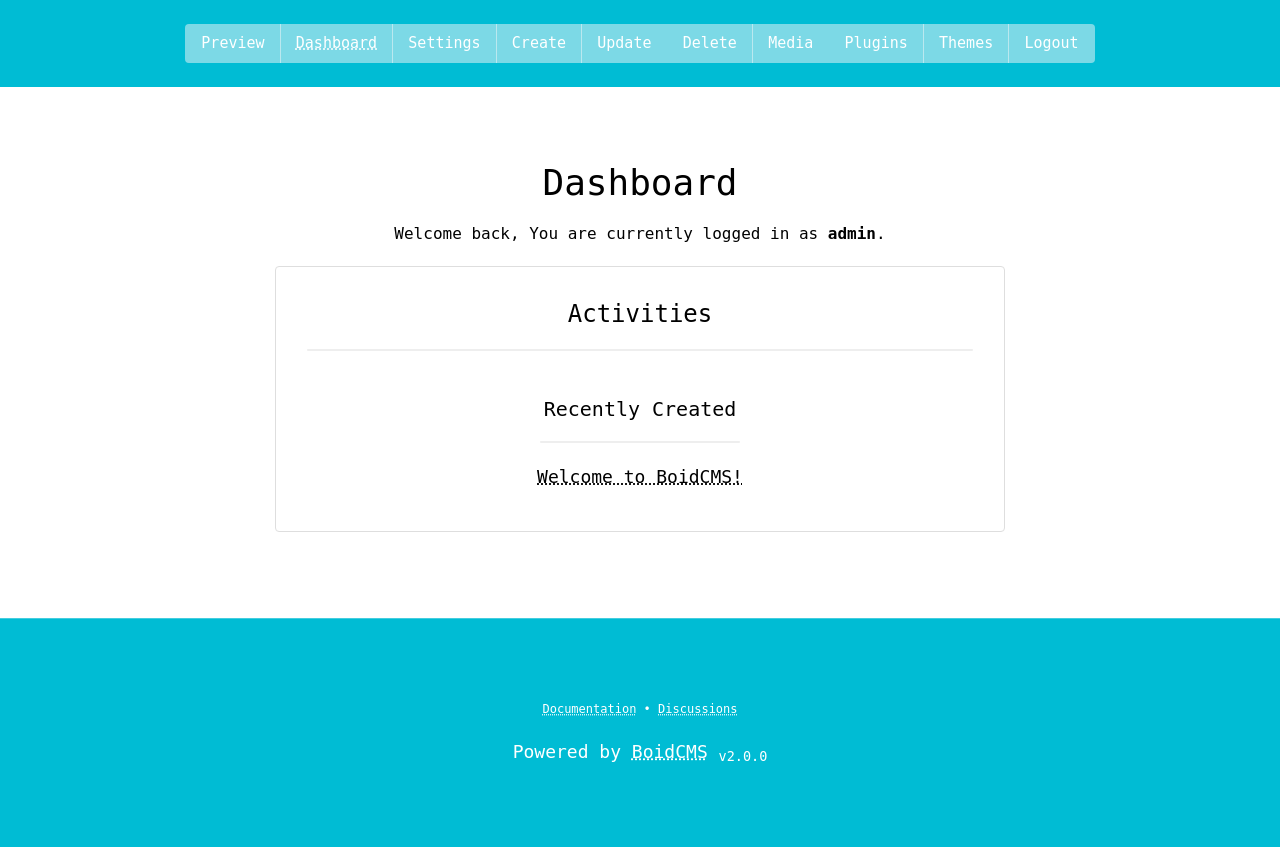 Preview Dashboard Settings Create Update Delete Media Plugins Themes Logout
Dashboard
Welcome back, You are currently logged in as admin.
Activities
Recently Created
Welcome to BoidCMS!
Documentation • Discussions
Powered by BoidCMS v2.0.0